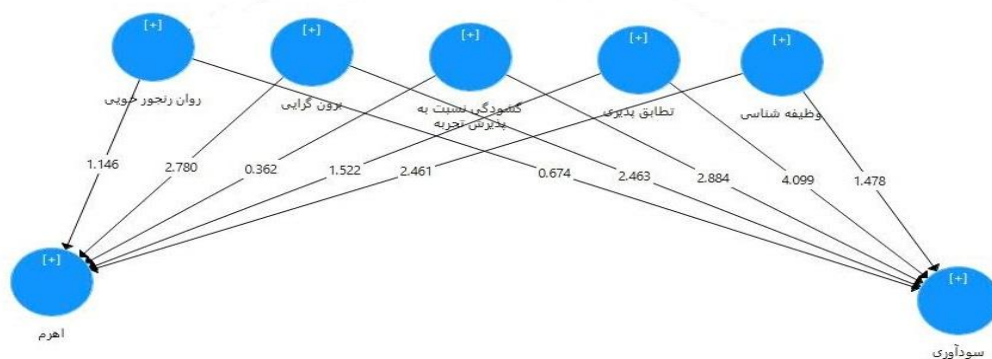 [+]
[+]
[+]
[+]
[+]
روان رنجور خویی
برون گرایی
گشودگی نسبت به
پذیرش تجربه
تطابق پذیری
وظیفه شناسی
1.146
2.780
0.362
1.522
2.461
0.674
2.463
2.884
4.099
1.478
[+]
اهرم
[+]
سودآوری